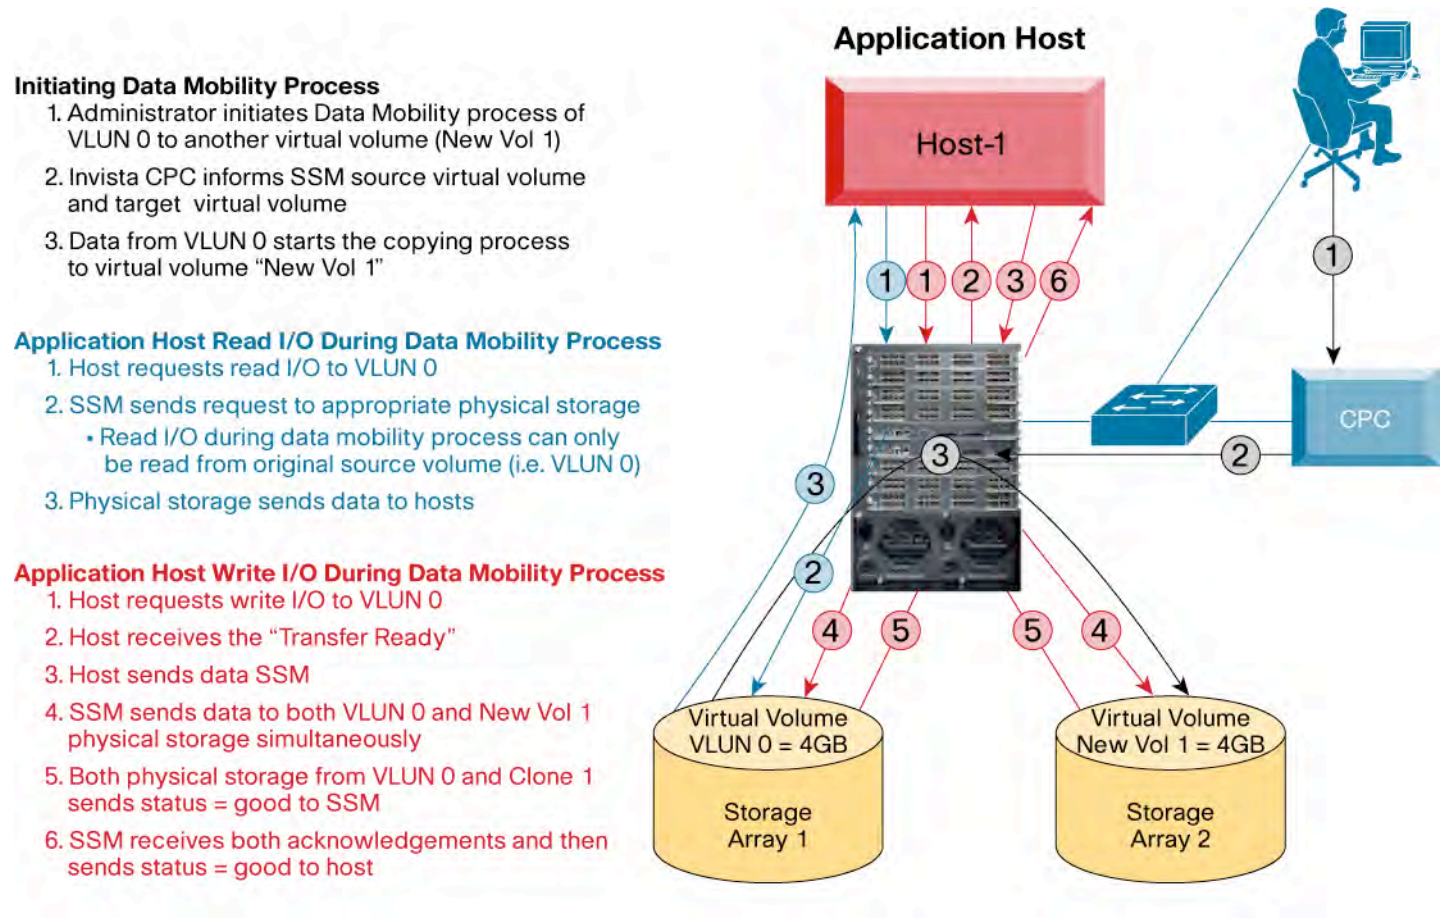 Initiating Data Mobility Process
1. Administrator initiates Data Mobility process of
VLUN 0 to another virtual volume (New Vol 1)
2. Invista CPC informs SSM source virtual volume
and target virtual volume
3. Data from VLUN 0 starts the copying process
to virtual volume “New Vol 1”
Application Host Read I/O During Data Mobility Process
1. Host requests read I/O to VLUN 0
2. SSM sends request to appropriate physical storage
• Read I/O during data mobility process can only
be read from original source volume (i.e. VLUN 0)
3. Physical storage sends data to hosts
Application Host Write I/O During Data Mobility Process
1. Host requests write I/O to VLUN 0
2. Host receives the “Transfer Ready”
3. Host sends data SSM
4. SSM sends data to both VLUN 0 and New Vol 1
physical storage simultaneously
5. Both physical storage from VLUN 0 and Clone 1
sends status = good to SSM
6. SSM receives both acknowledgements and then
sends status = good to host
Application Host
Host-1
1
1
1
2
3
6
CPC
3
2
3
2
4
5
5
4
Virtual Volume
VLUN 0 = 4GB
Storage
Array 1
Virtual Volume
New Vol 1 = 4GB
Storage
Array 2